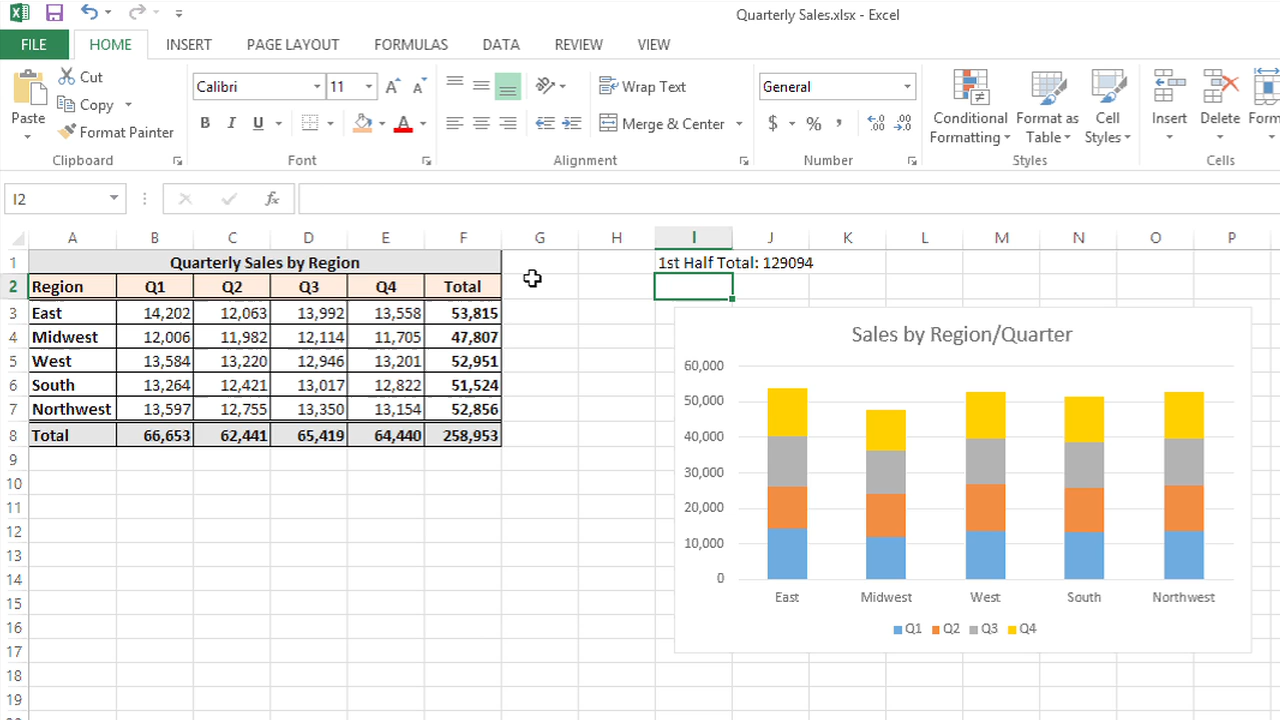 Quarterly Sales.xlsx - Excel
FILE HOME INSERT PAGE LAYOUT FORMULAS DATA REVIEW VIEW
Paste Cut
Copy
Format Painter
Clipboard
Calibri 11 A A
B I U A
Font
Wrap Text
Merge & Center
Alignment
General
$ % , .00 .0
Number
Conditional Formatting
Format as Table
Cell Styles
Styles
Insert Delete Form
Cells
I2 fx
A B C D E F G H I J K L M N O P
1 Quarterly Sales by Region 1st Half Total: 129094
2 Region Q1 Q2 Q3 Q4 Total
3 East 14,202 12,063 13,992 13,558 53,815
4 Midwest 12,006 11,982 12,114 11,705 47,807
5 West 13,584 13,220 12,946 13,201 52,951
6 South 13,264 12,421 13,017 12,822 51,524
7 Northwest 13,597 12,755 13,350 13,154 52,856
8 Total 66,653 62,441 65,419 64,440 258,953
9
10
11
12
13
14
15
16
17
18
19
Sales by Region/Quarter
60,000
50,000
40,000
30,000
20,000
10,000
0
East Midwest West South Northwest
Q1 Q2 Q3 Q4